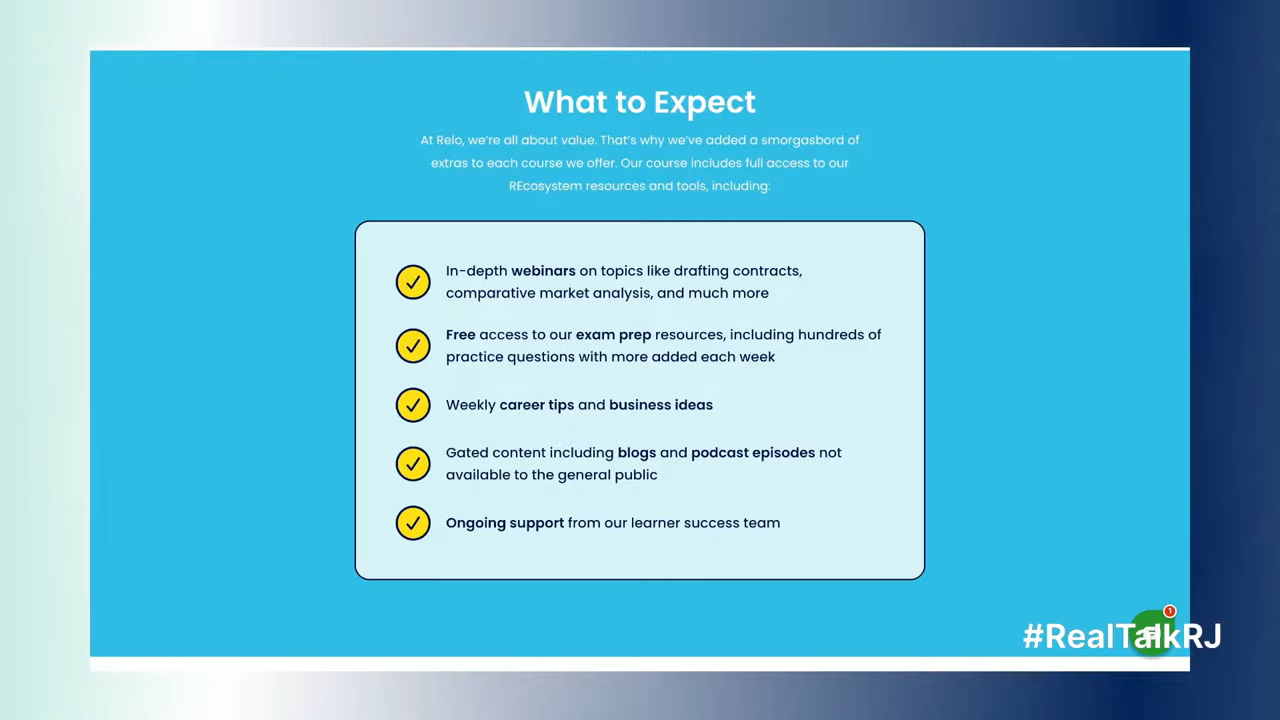 What to Expect
At Relo, we're all about value. That's why we've added a smorgasbord of
extras to each course we offer. Our course includes full access to our
REcosystem resources and tools, including:
In-depth webinars on topics like drafting contracts,
comparative market analysis, and much more
Free access to our exam prep resources, including hundreds of
practice questions with more added each week
Weekly career tips and business ideas
Gated content including blogs and podcast episodes not
available to the general public
Ongoing support from our learner success team
1
#RealTalkRJ